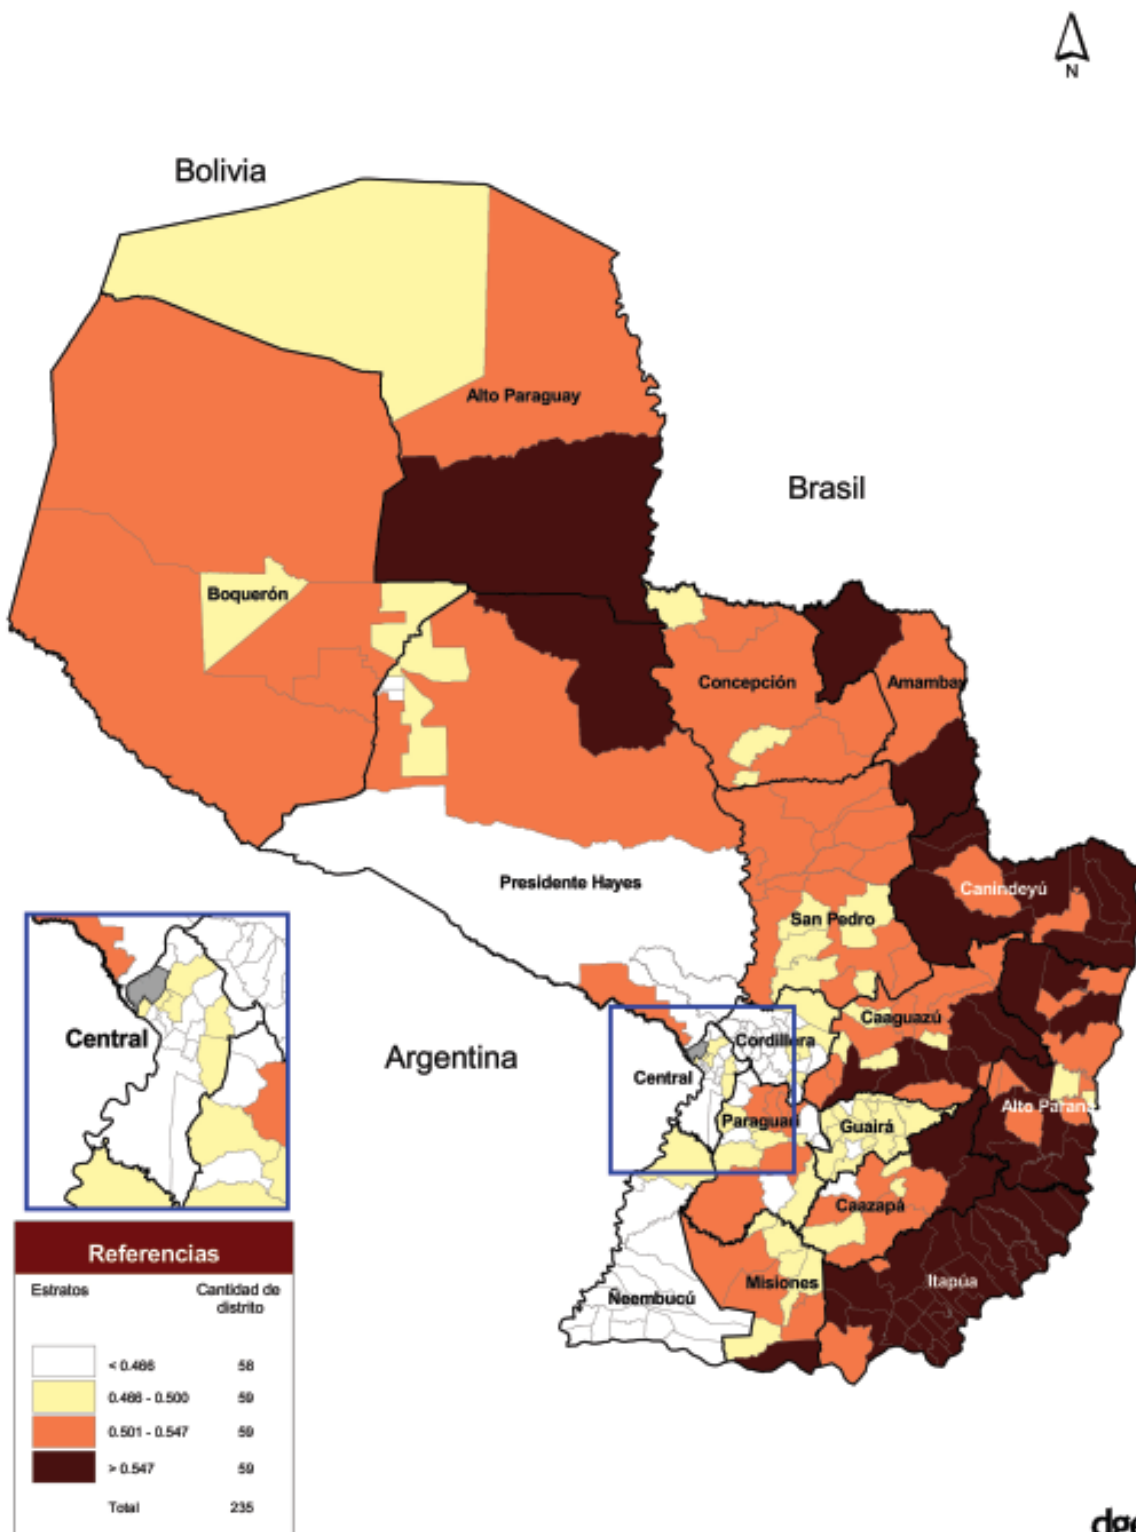 N
Bolivia
Alto Paraguay
Brasil
Boquerón
Concepción
Amambay
Presidente Hayes
Canindeyú
San Pedro
Caaguazú
Central
Cordillera
Argentina
Central
Alto Paraná
Paraguarí
Guairá
Caazapá
Referencias
Misiones
Itapúa
Ñeembucú
Estratos
Cantidad de
distrito
< 0.466 58
0.466 - 0.500 59
0.501 - 0.547 59
> 0.547 59
Total 235